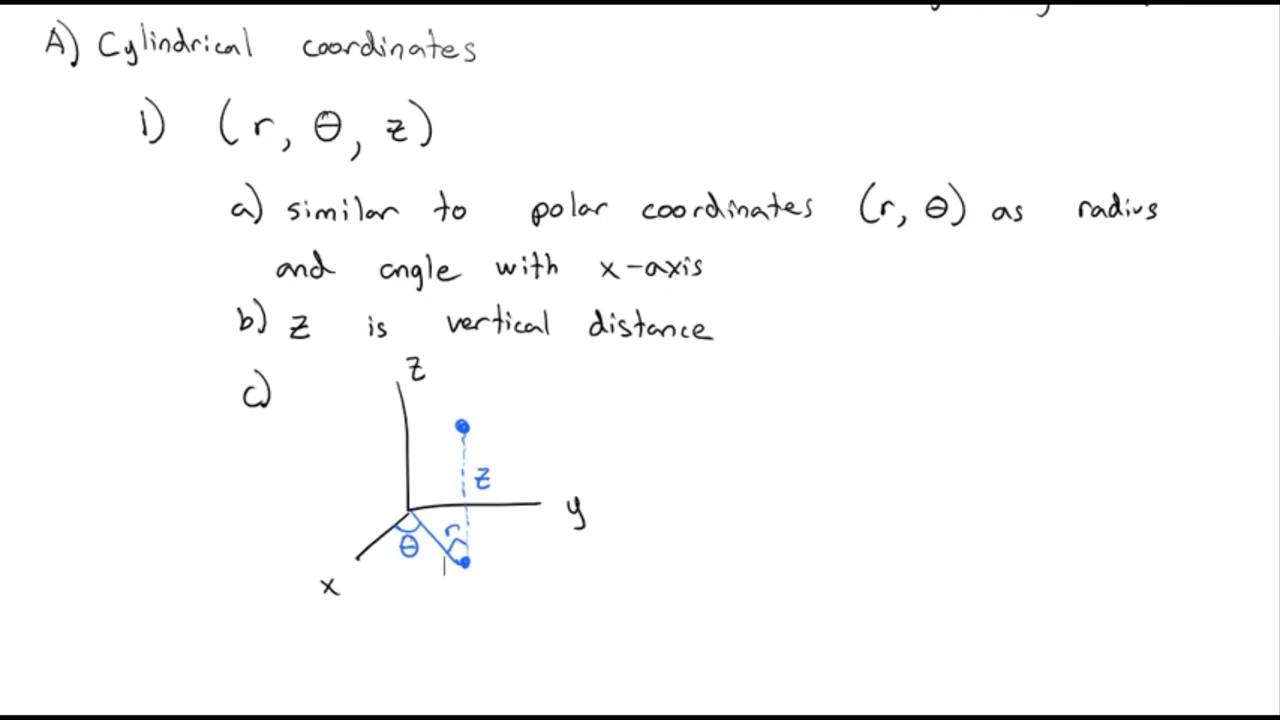 A) Cylindrical coordinates
1) (r, θ, z)
a) similar to polar coordinates (r, θ) as radius
and angle with x-axis
b) z is vertical distance
c)
z
z
y
r
θ
x